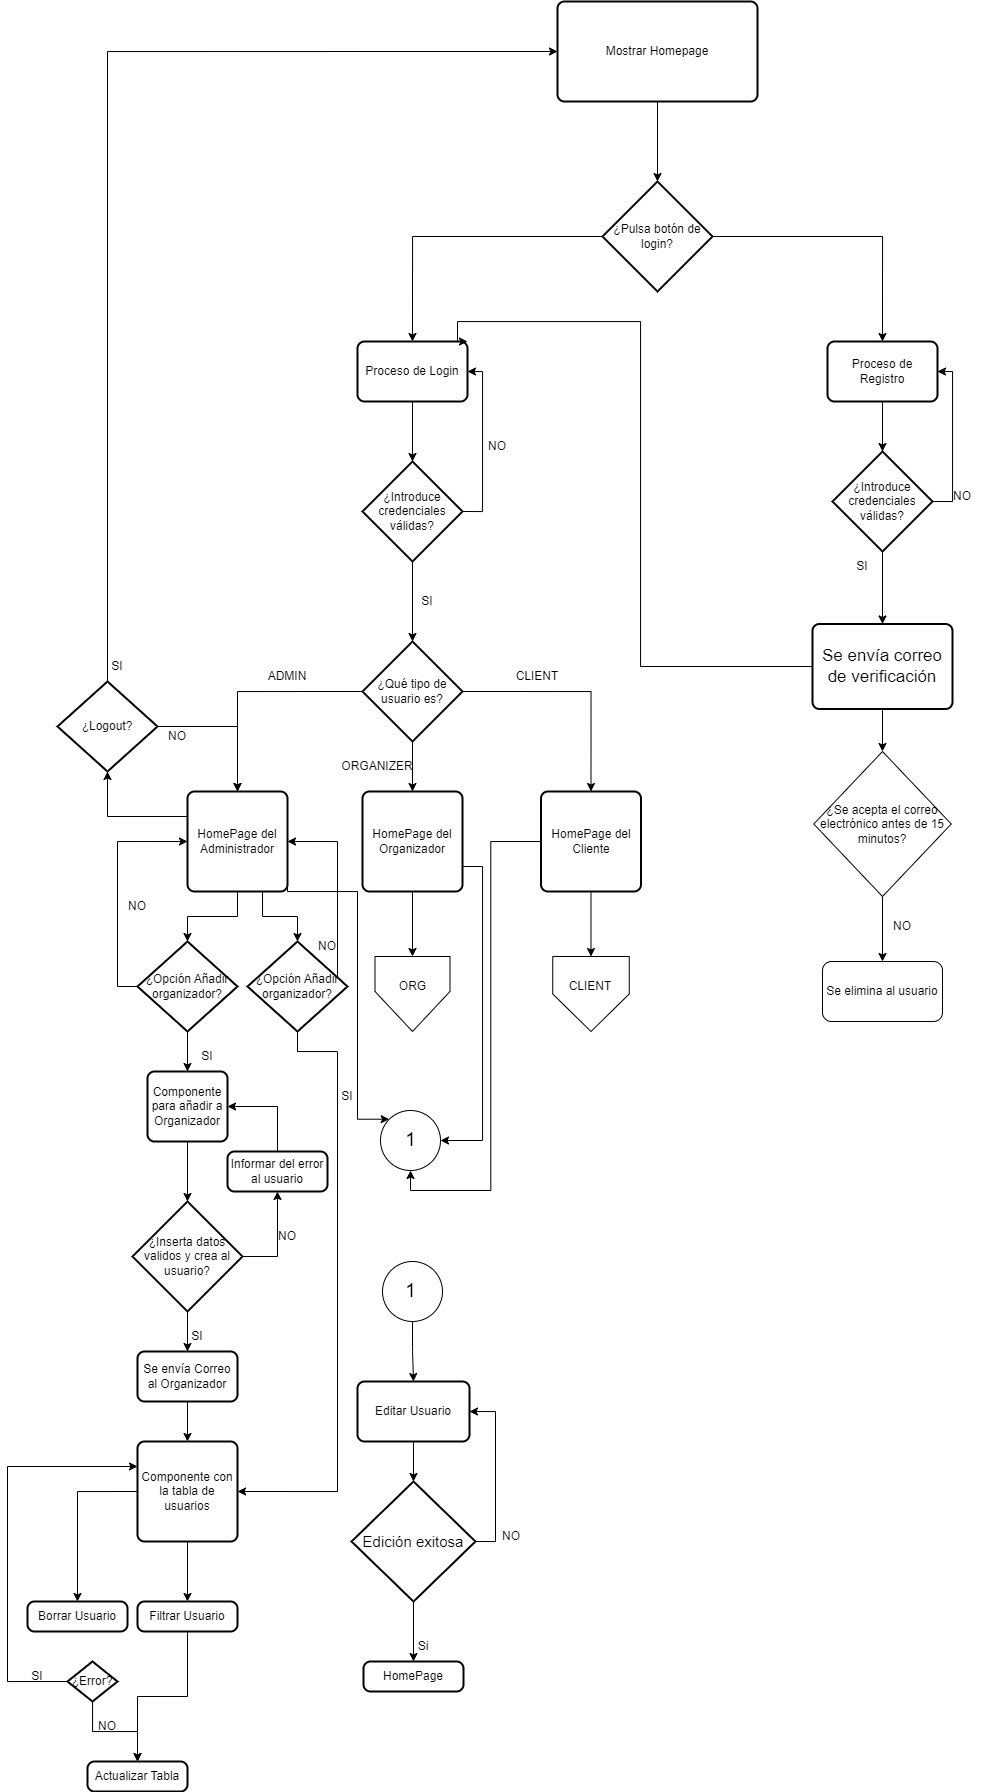 Mostrar Homepage
¿Pulsa botón de
login?
Proceso de Login
Proceso de
Registro
NO
¿Introduce
credenciales
válidas?
¿Introduce
credenciales
válidas?
NO
SI
SI
Se envía correo
de verificación
SI
ADMIN
¿Qué tipo de
usuario es?
CLIENT
¿Logout?
NO
ORGANIZER
HomePage del
Administrador
HomePage del
Organizador
HomePage del
Cliente
¿Se acepta el correo
electrónico antes de 15
minutos?
NO
NO
NO
¿Opción Añadir
organizador?
¿Opción Añadir
organizador?
ORG
CLIENT
Se elimina al usuario
SI
SI
Componente
para añadir a
Organizador
1
Informar del error
al usuario
NO
¿Inserta datos
validos y crea al
usuario?
1
SI
Se envía Correo
al Organizador
Editar Usuario
Componente con
la tabla de
usuarios
Edición exitosa
NO
Borrar Usuario
Filtrar Usuario
Si
HomePage
SI
¿Error?
NO
Actualizar Tabla